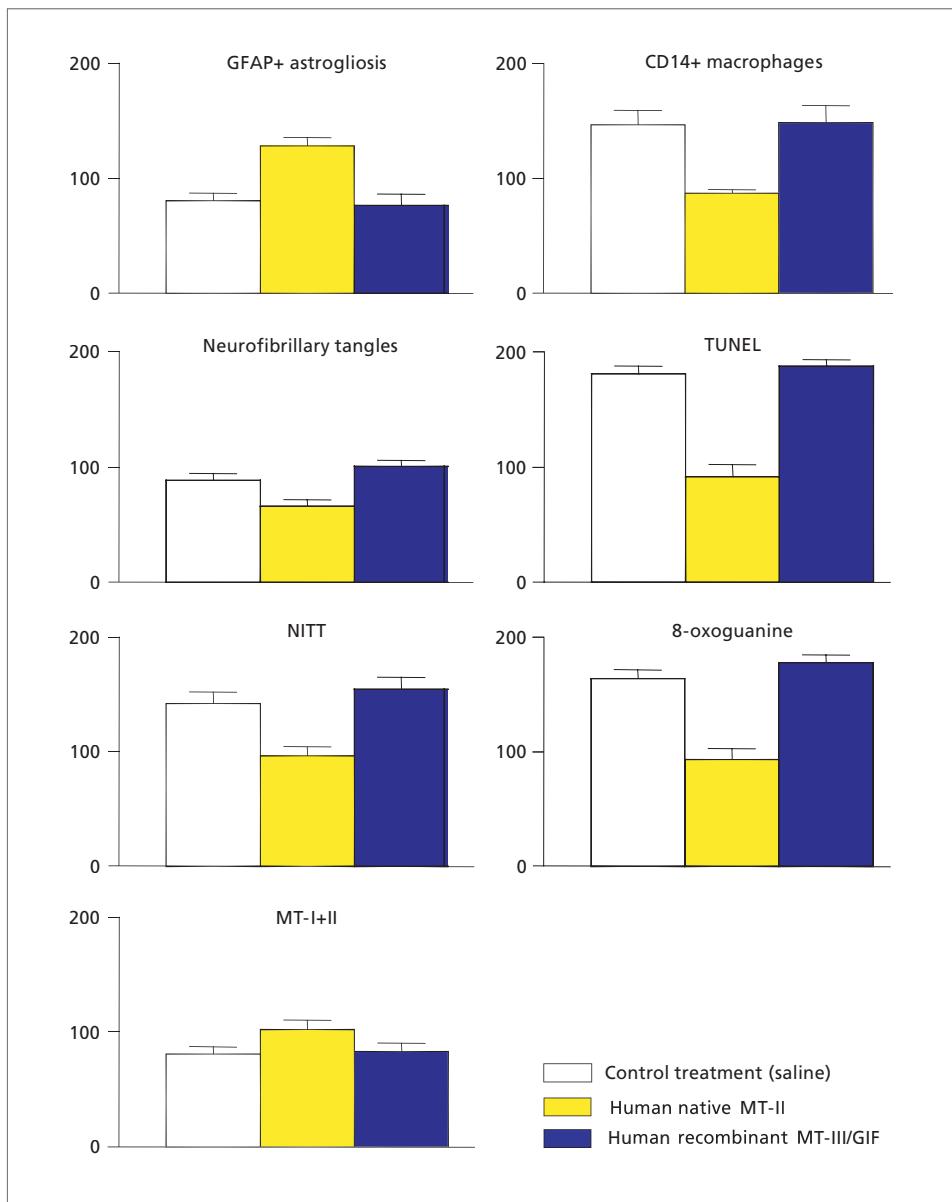 GFAP+ astrogliosis
200
100
0
CD14+ macrophages
200
100
0
Neurofibrillary tangles
200
100
0
TUNEL
200
100
0
NITT
200
100
0
8-oxoguanine
200
100
0
MT-I+II
200
100
0
Control treatment (saline)
Human native MT-II
Human recombinant MT-III/GIF